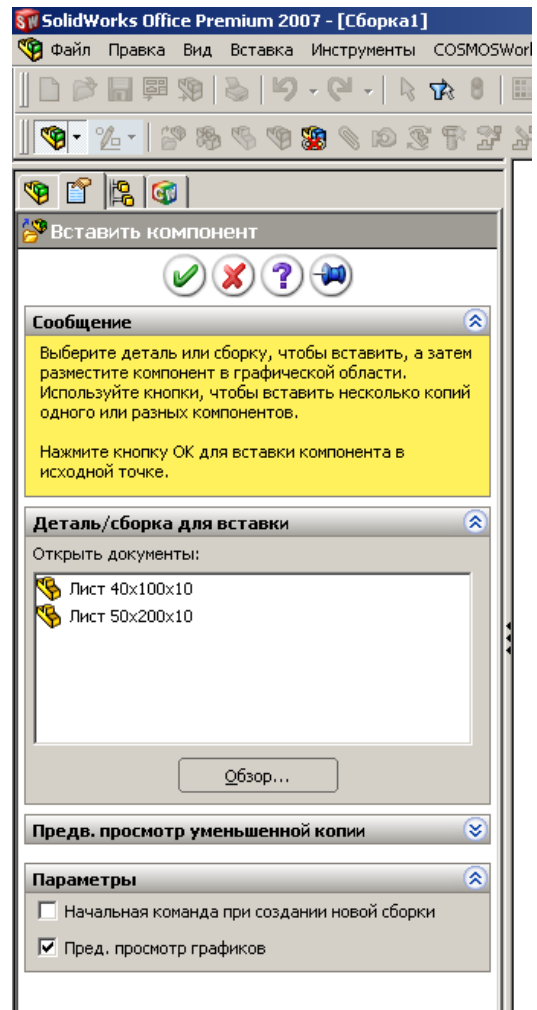 SolidWorks Office Premium 2007 - [Сборка1]
Файл Правка Вид Вставка Инструменты COSMOSWor
Вставить компонент
Сообщение
Выберите деталь или сборку, чтобы вставить, а затем
разместите компонент в графической области.
Используйте кнопки, чтобы вставить несколько копий
одного или разных компонентов.
Нажмите кнопку OK для вставки компонента в
исходной точке.
Деталь/сборка для вставки
Открыть документы:
Лист 40x100x10
Лист 50x200x10
Обзор...
Предв. просмотр уменьшенной копии
Параметры
Начальная команда при создании новой сборки
Пред. просмотр графиков